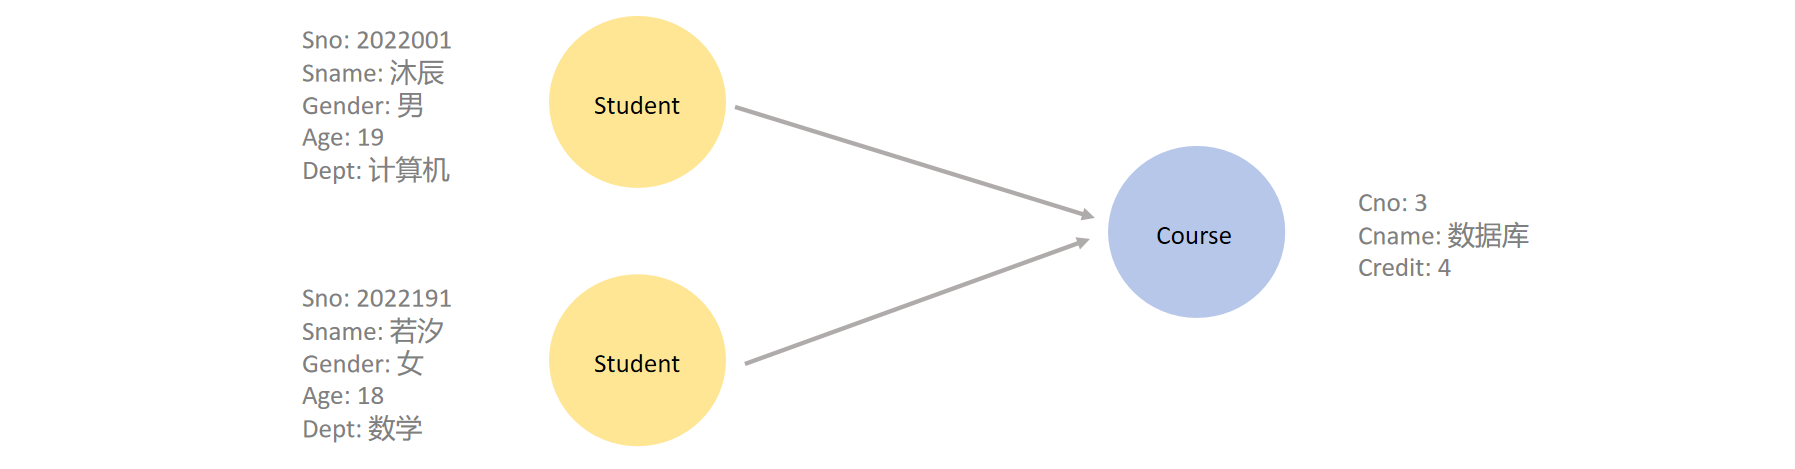 Sno: 2022001
Sname: 沐辰
Gender: 男
Age: 19
Dept: 计算机
Student
Sno: 2022191
Sname: 若汐
Gender: 女
Age: 18
Dept: 数学
Student
Course
Cno: 3
Cname: 数据库
Credit: 4